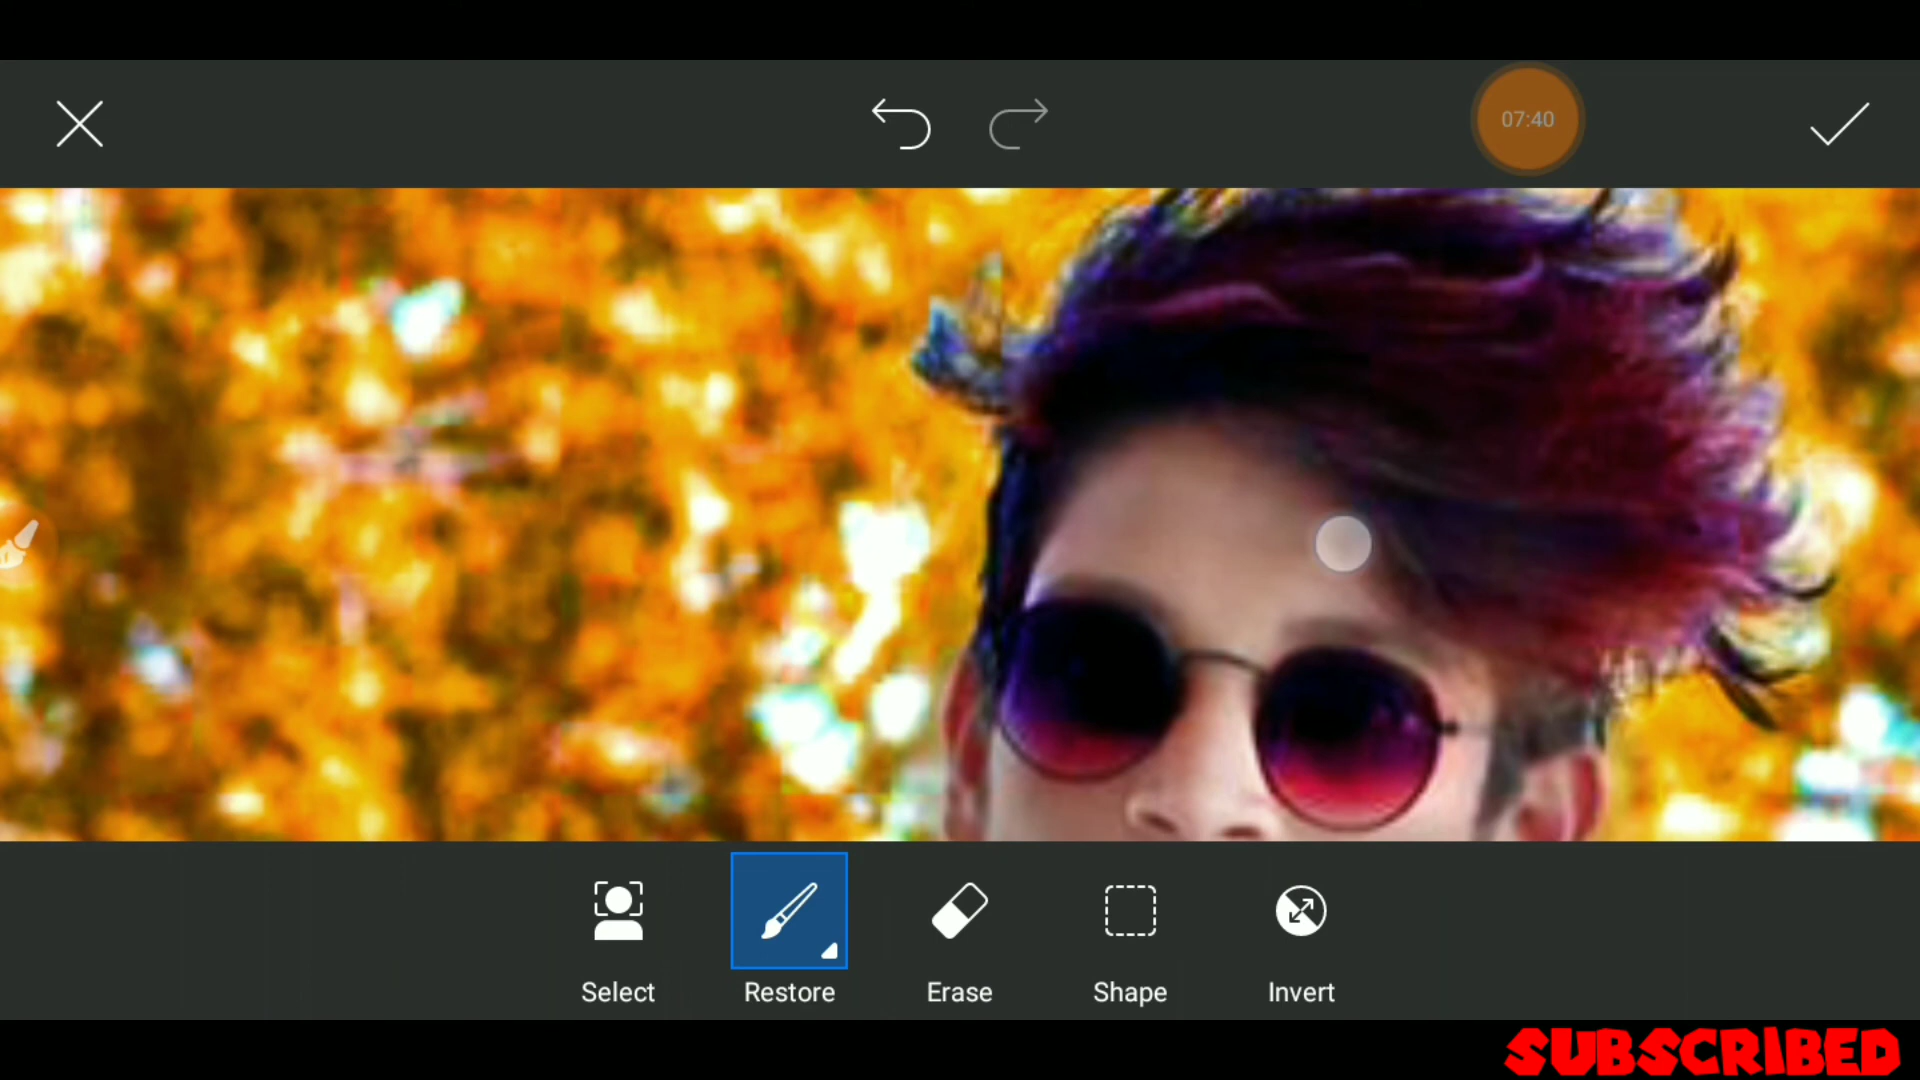 07:40
Select
Restore
Erase
Shape
Invert
SUBSCRIBED